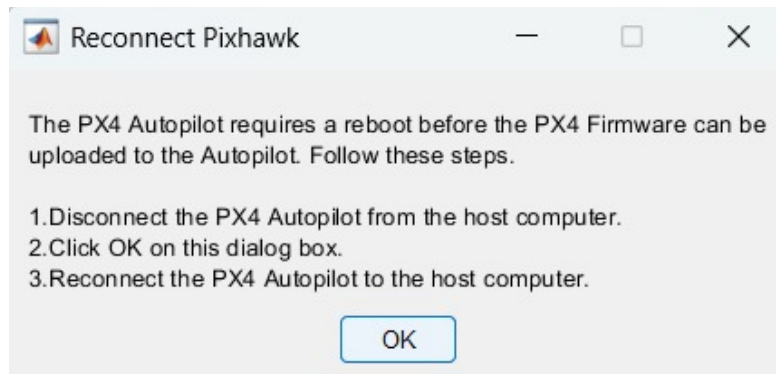 Reconnect Pixhawk
The PX4 Autopilot requires a reboot before the PX4 Firmware can be
uploaded to the Autopilot. Follow these steps.
1.Disconnect the PX4 Autopilot from the host computer.
2.Click OK on this dialog box.
3.Reconnect the PX4 Autopilot to the host computer.
OK